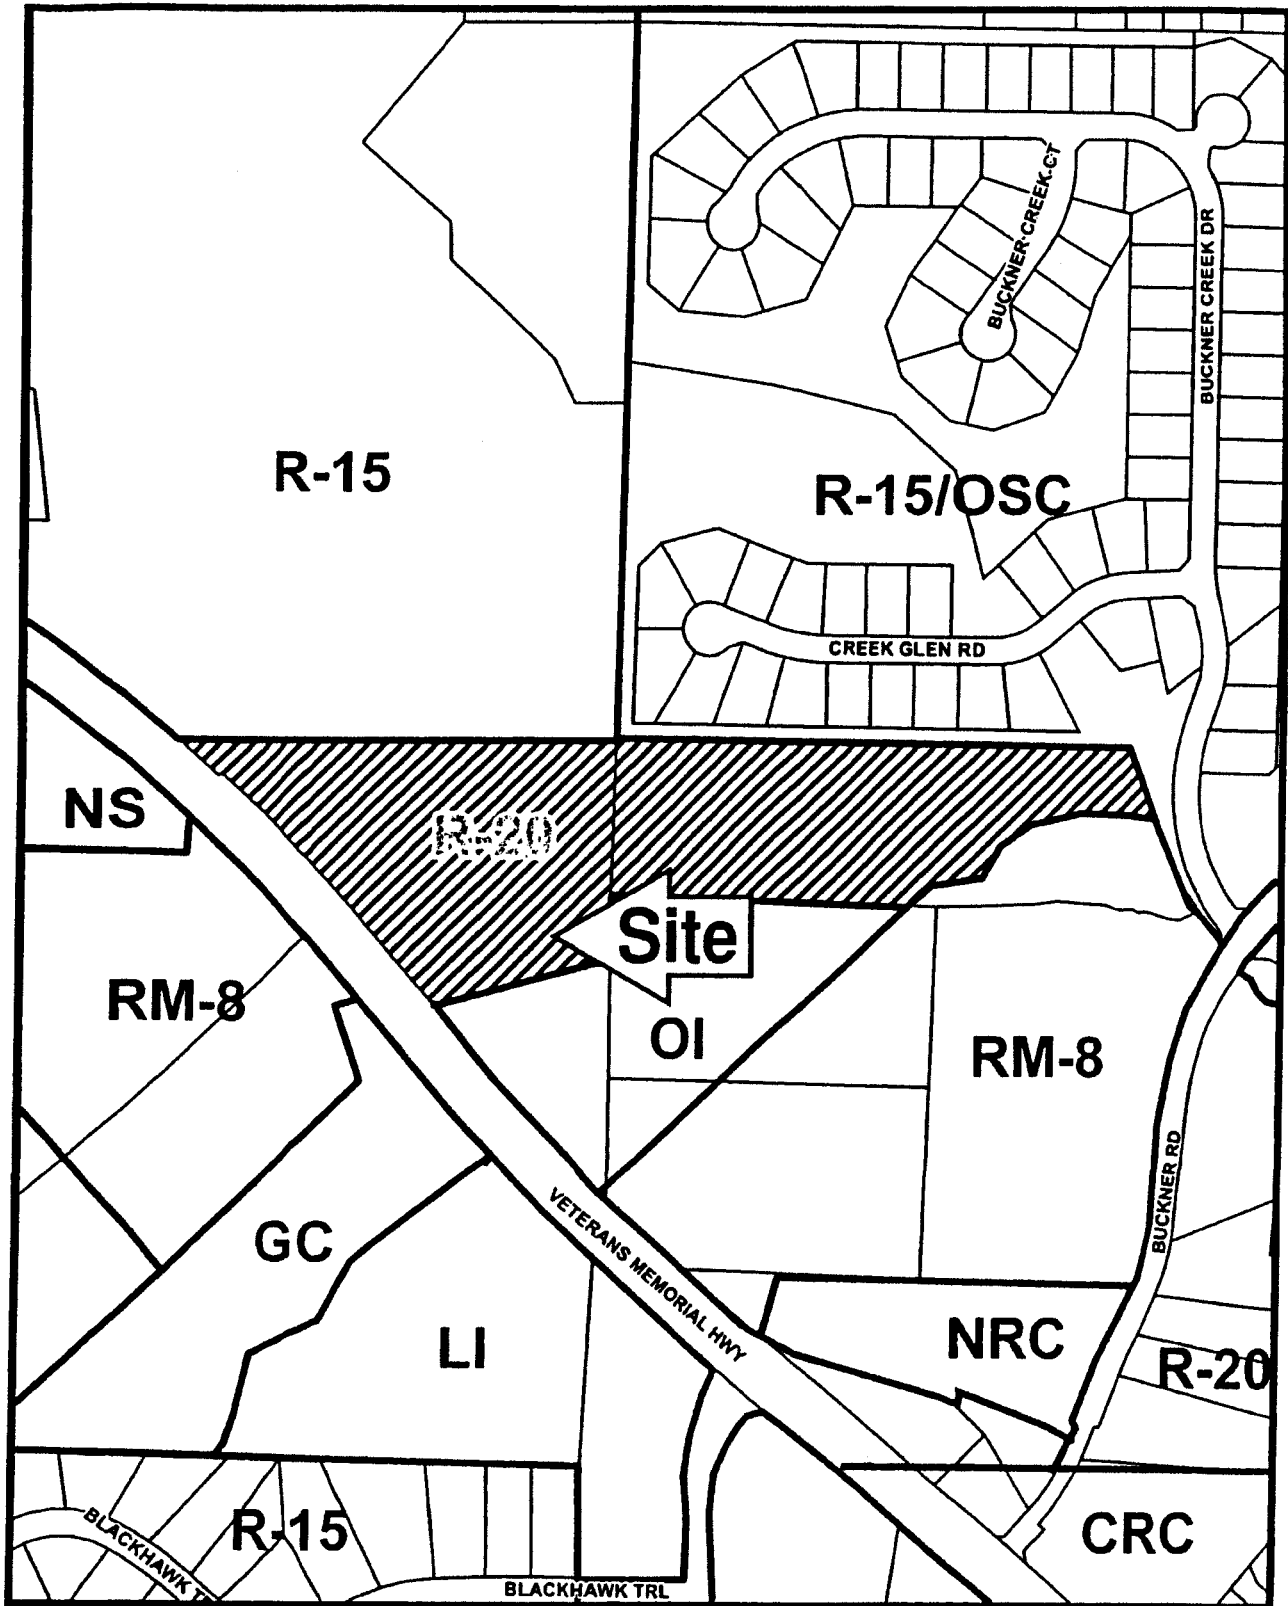 BUCKNER CREEK CT
BUCKNER CREEK DR
R-15
R-15/OSC
CREEK GLEN RD
NS
R-20
Site
RM-8
OI
RM-8
BUCKNER RD
GC
VETERANS MEMORIAL HWY
LI
NRC
R-20
R-15
CRC
BLACKHAWK
BLACKHAWK TRL